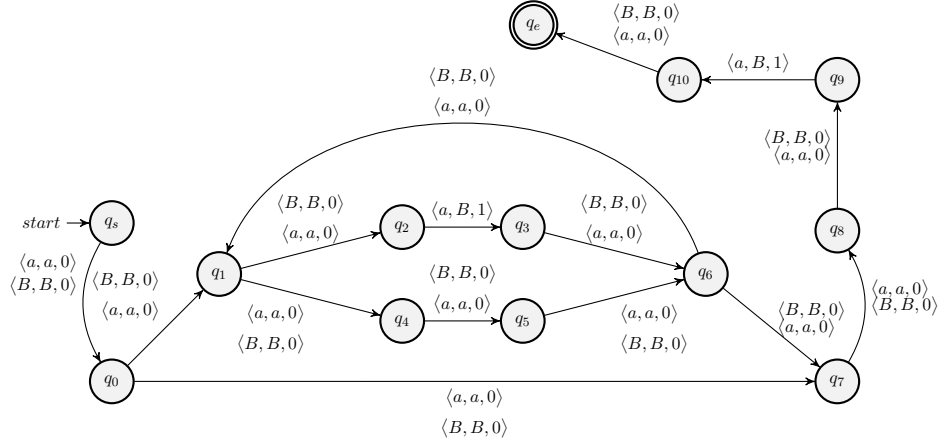 q_e
⟨B, B, 0⟩
⟨a, a, 0⟩
⟨a, B, 1⟩
q_10
q_9
⟨B, B, 0⟩
⟨a, a, 0⟩
⟨B, B, 0⟩
⟨a, a, 0⟩
start
q_s
⟨B, B, 0⟩
⟨a, a, 0⟩
q_2
⟨a, B, 1⟩
q_3
⟨B, B, 0⟩
⟨a, a, 0⟩
q_8
⟨a, a, 0⟩
⟨B, B, 0⟩
⟨B, B, 0⟩
⟨a, a, 0⟩
q_1
q_6
⟨B, B, 0⟩
⟨a, a, 0⟩
q_4
q_5
⟨a, a, 0⟩
⟨B, B, 0⟩
⟨a, a, 0⟩
⟨B, B, 0⟩
⟨B, B, 0⟩
⟨a, a, 0⟩
⟨a, a, 0⟩
⟨B, B, 0⟩
q_0
q_7
⟨a, a, 0⟩
⟨B, B, 0⟩